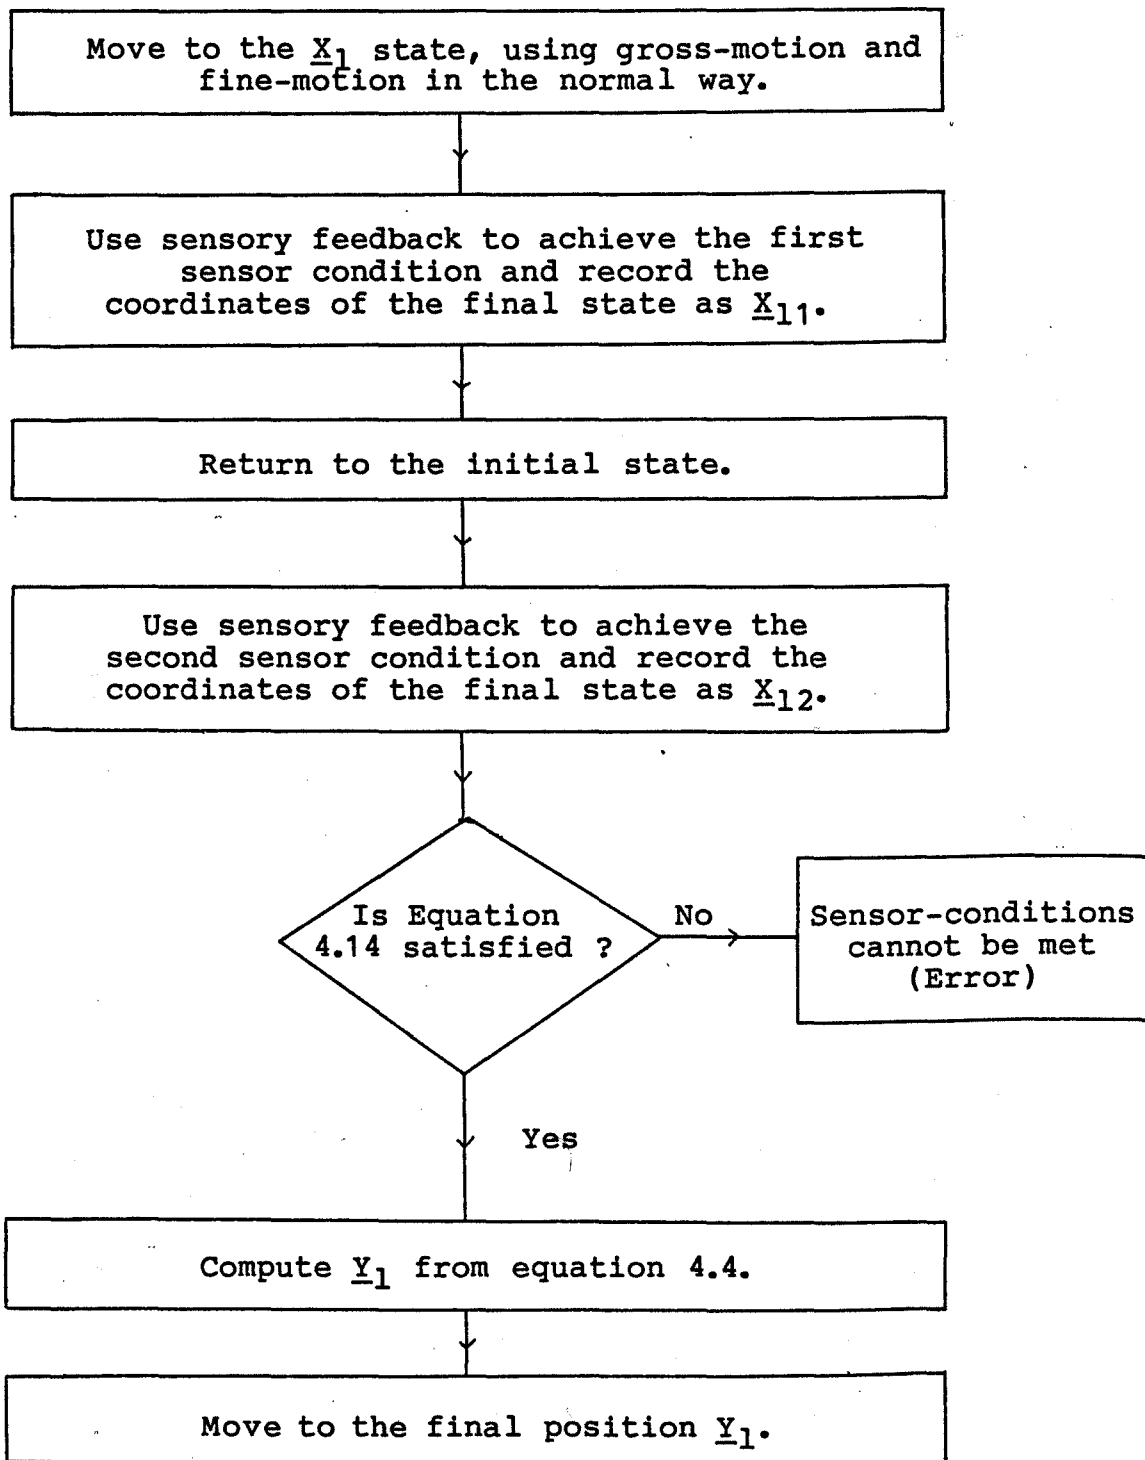 Move to the X1 state, using gross-motion and
fine-motion in the normal way.
Use sensory feedback to achieve the first
sensor condition and record the
coordinates of the final state as X11.
Return to the initial state.
Use sensory feedback to achieve the
second sensor condition and record the
coordinates of the final state as X12.
Is Equation
4.14 satisfied ?
No
Sensor-conditions
cannot be met
(Error)
Yes
Compute Y1 from equation 4.4.
Move to the final position Y1.